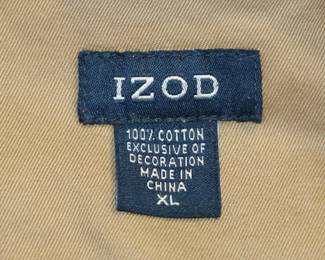 IZOD
100% COTTON
EXCLUSIVE OF
DECORATION
MADE IN
CHINA
XL